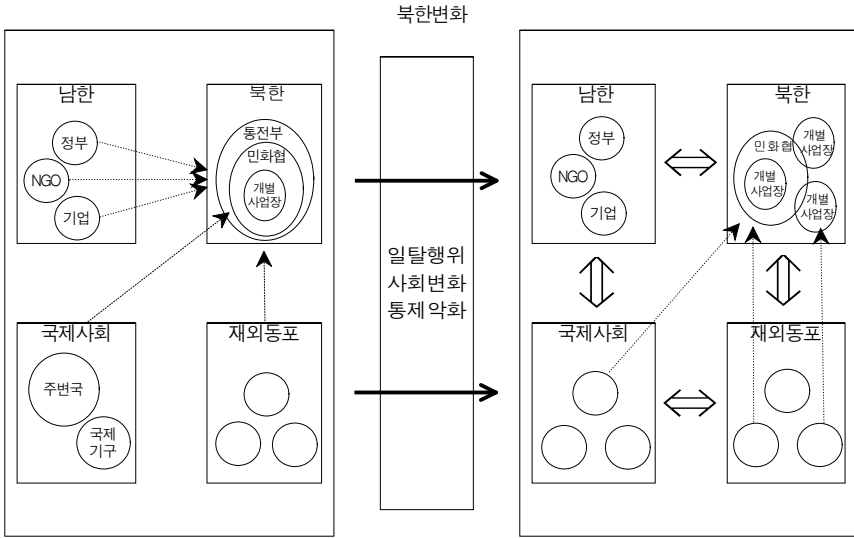 북한변화
남한
정부
NGO
기업
북한
통전부
민화협
개별
사업장
국제사회
주변국
국제
기구
재외동포
일탈행위
사회변화
통제악화
남한
정부
NGO
기업
북한
민화협
개별
사업장
개별
사업장
개별
사업장
국제사회
재외동포